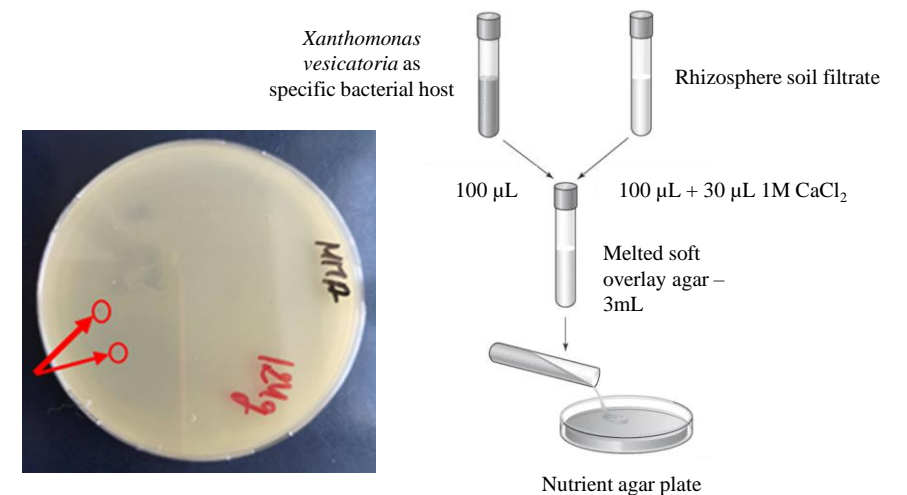 Xanthomonas
vesicatoria as
specific bacterial host
Rhizosphere soil filtrate
100 µL
100 µL + 30 µL 1M CaCl₂
Melted soft
overlay agar –
3mL
Nutrient agar plate